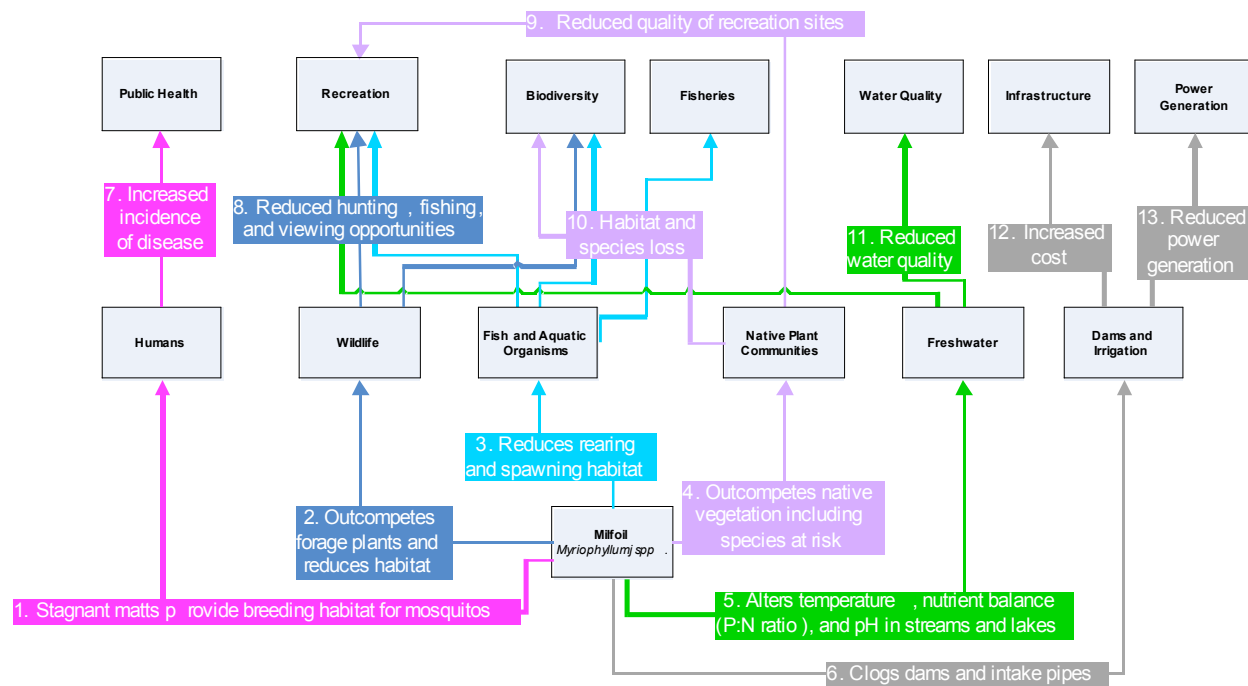 9. Reduced quality of recreation sites
Public Health
Recreation
Biodiversity
Fisheries
Water Quality
Infrastructure
Power
Generation
7. Increased
incidence
of disease
8. Reduced hunting , fishing,
and viewing opportunities
10. Habitat and
species loss
11. Reduced
water quality
12. Increased
cost
13. Reduced
power
generation
Humans
Wildlife
Fish and Aquatic
Organisms
Native Plant
Communities
Freshwater
Dams and
Irrigation
3. Reduces rearing
and spawning habitat
2. Outcompetes
forage plants and
reduces habitat
Milfoil
Myriophyllumj spp .
4. Outcompetes native
vegetation including
species at risk
1. Stagnant matts p rovide breeding habitat for mosquitos
5. Alters temperature , nutrient balance
(P:N ratio ), and pH in streams and lakes
6. Clogs dams and intake pipes